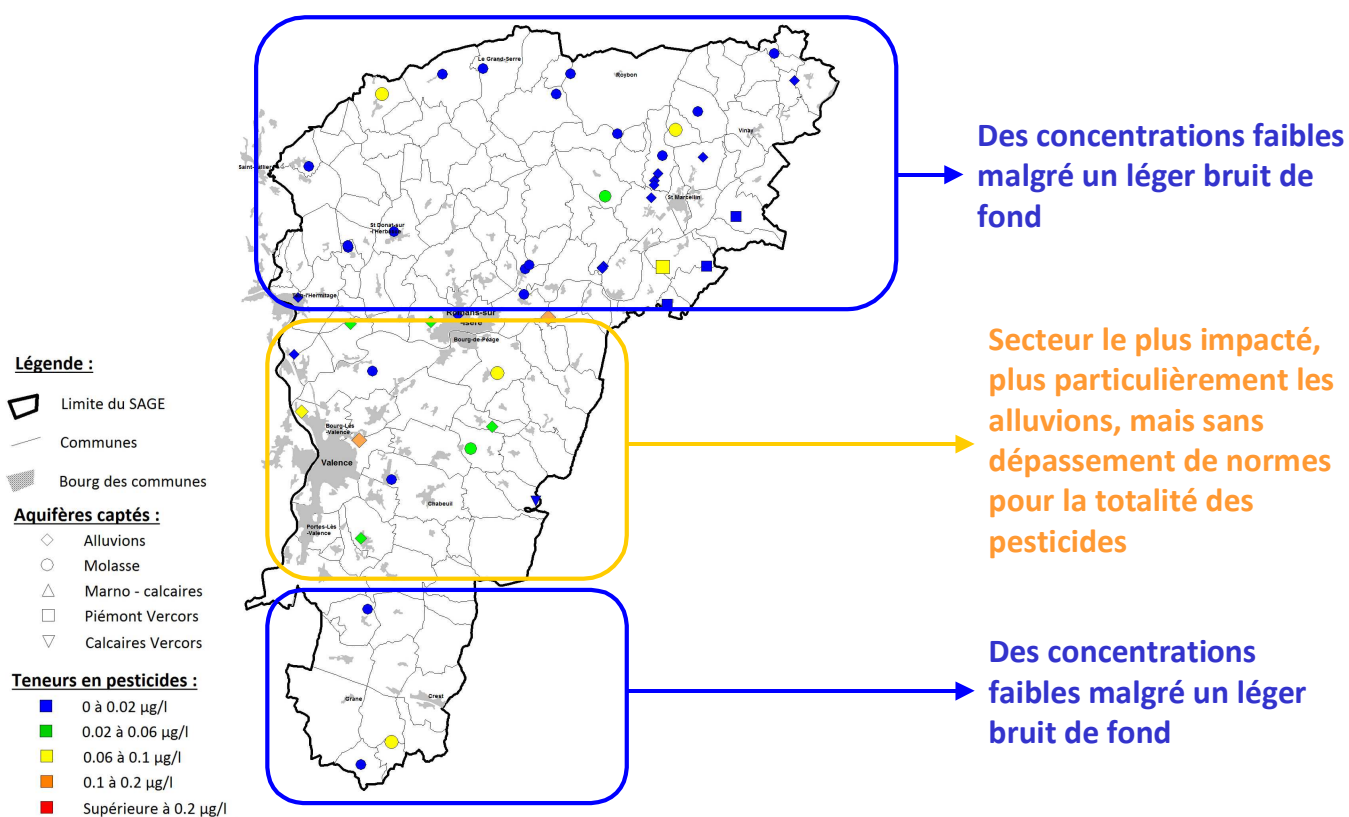 Le Grand-Serre
Roybon
Vinay
Saint-Vallier
St Marcellin
St Donat-sur
-l'Herbasse
-l'Hermitage
Romans-sur
-Isère
Bourg-de-Péage
Bourg-Lès
-Valence
Valence
Chabeuil
Portes-Lès
-Valence
Grane
Crest
Des concentrations faibles
malgré un léger bruit de
fond
Secteur le plus impacté,
plus particulièrement les
alluvions, mais sans
dépassement de normes
pour la totalité des
pesticides
Des concentrations
faibles malgré un léger
bruit de fond
Légende :
Limite du SAGE
Communes
Bourg des communes
Aquifères captés :
Alluvions
Molasse
Marno - calcaires
Piémont Vercors
Calcaires Vercors
Teneurs en pesticides :
0 à 0.02 µg/l
0.02 à 0.06 µg/l
0.06 à 0.1 µg/l
0.1 à 0.2 µg/l
Supérieure à 0.2 µg/l